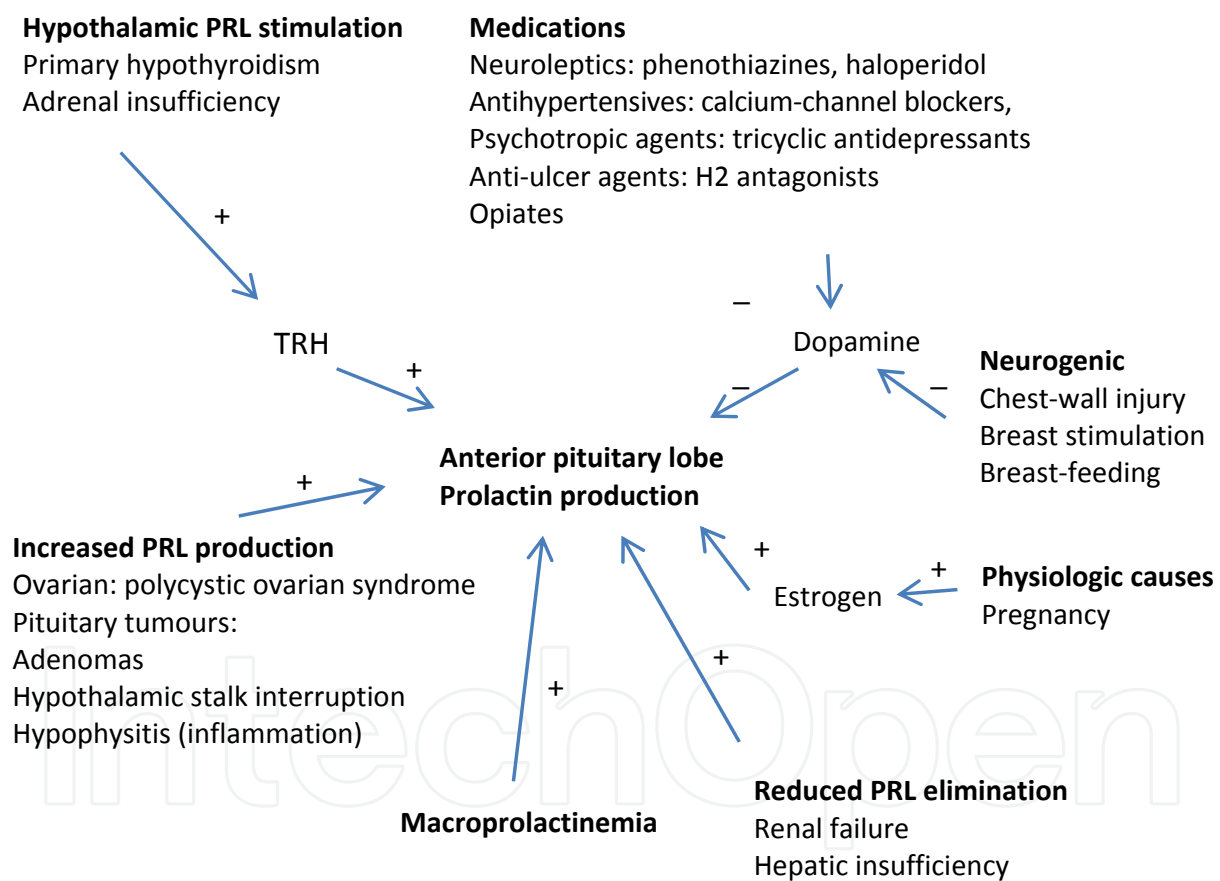 Hypothalamic PRL stimulation
Primary hypothyroidism
Adrenal insufficiency
Medications
Neuroleptics: phenothiazines, haloperidol
Antihypertensives: calcium-channel blockers,
Psychotropic agents: tricyclic antidepressants
Anti-ulcer agents: H2 antagonists
Opiates
+
–
TRH
+
Dopamine
–
Neurogenic
–
Chest-wall injury
Breast stimulation
Breast-feeding
Anterior pituitary lobe
Prolactin production
+
Increased PRL production
Ovarian: polycystic ovarian syndrome
Pituitary tumours:
Adenomas
Hypothalamic stalk interruption
Hypophysitis (inflammation)
+
Estrogen
+
Physiologic causes
Pregnancy
+
+
Macroprolactinemia
Reduced PRL elimination
Renal failure
Hepatic insufficiency
IntechOpen